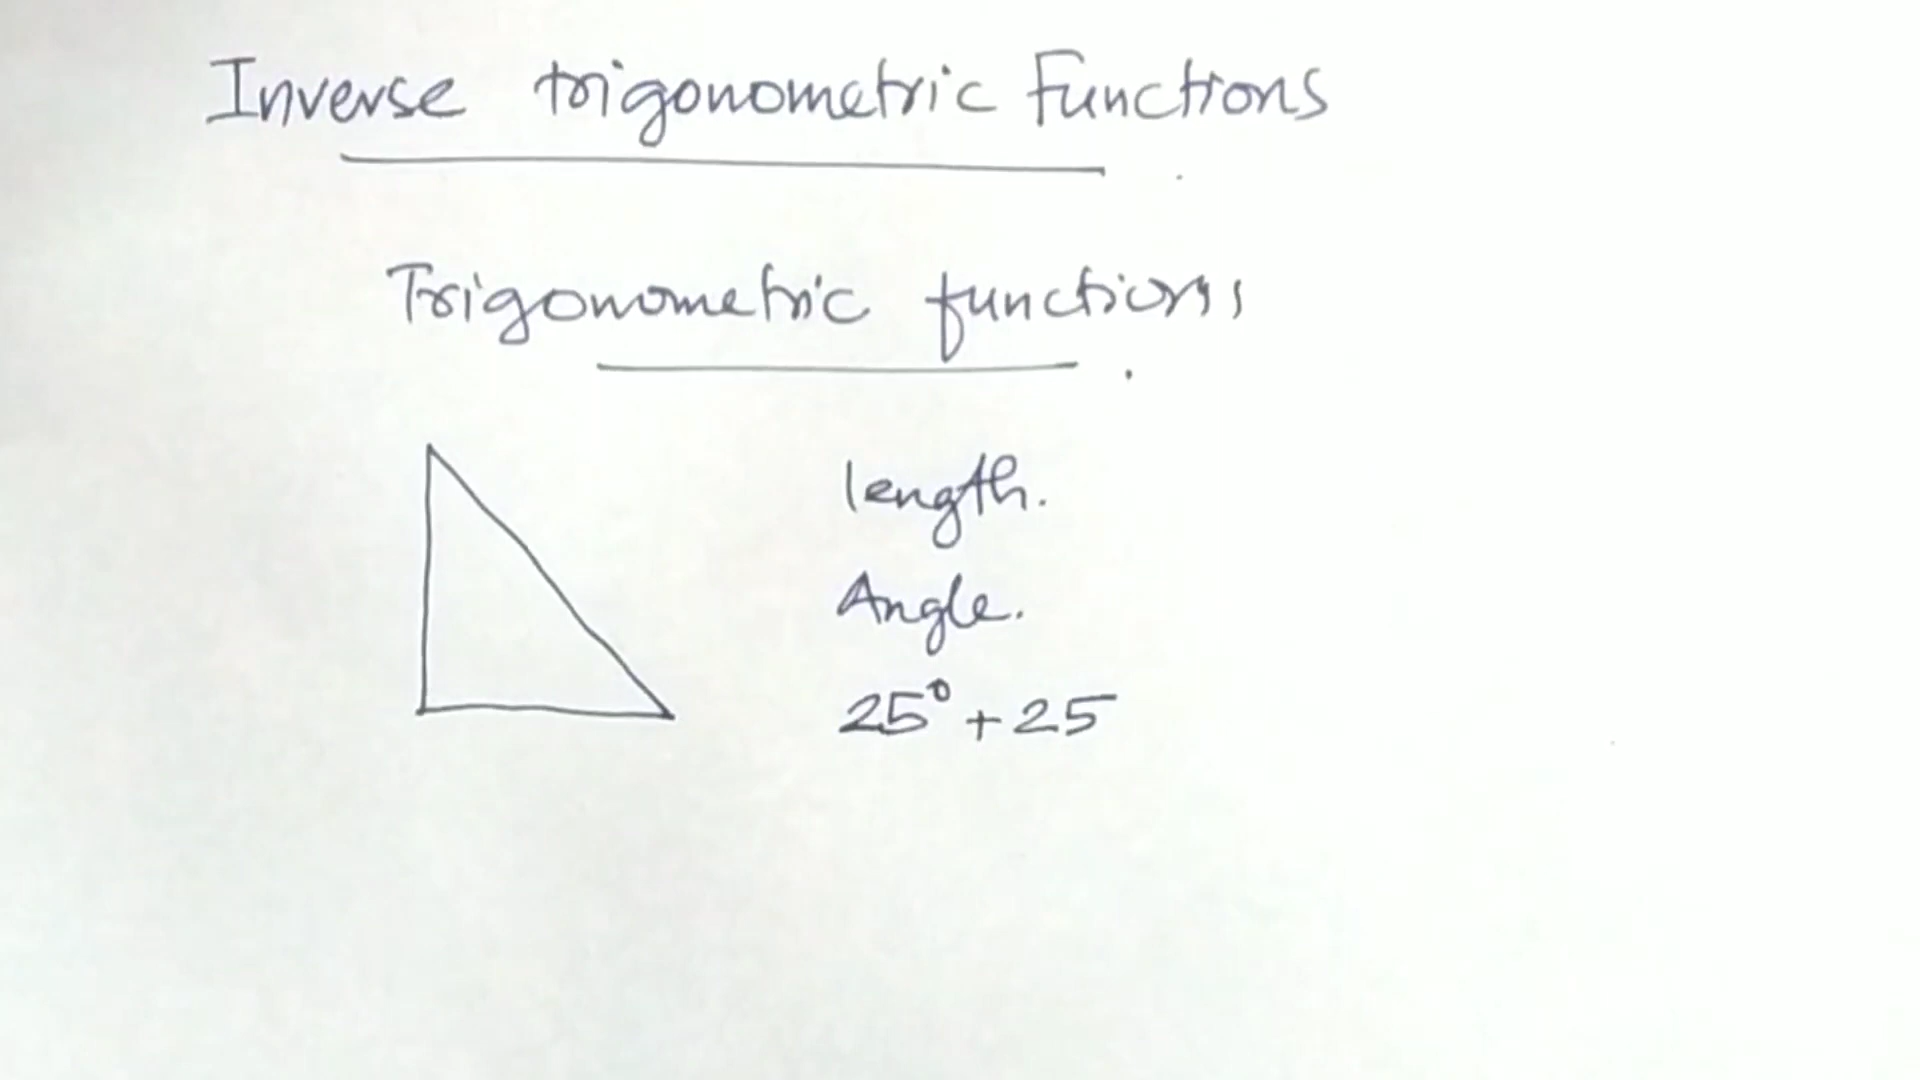 Inverse trigonometric Functions
Trigonometric functions
length.
Angle.
25° + 25